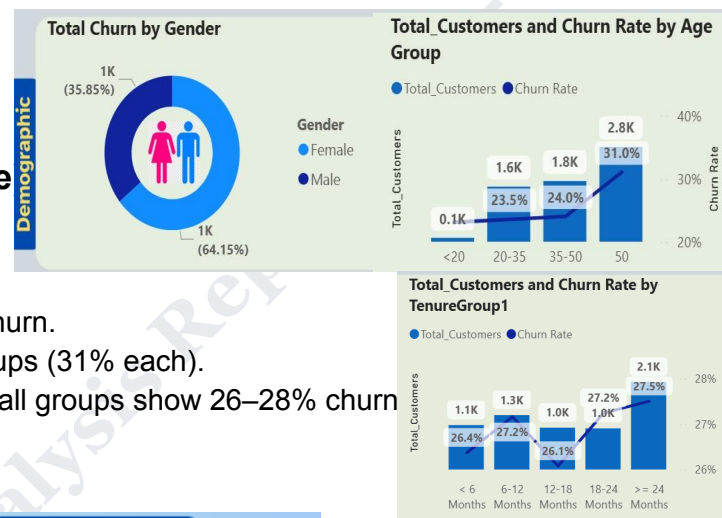 Total Churn by Gender
1K
(35.85%)
1K
(64.15%)
Gender
Female
Male
Demographic
Total_Customers and Churn Rate by Age
Group
Total_Customers Churn Rate
Total_Customers
0.1K 1.6K 1.8K 2.8K
23.5% 24.0% 31.0%
40%
30%
20%
Churn Rate
<20 20-35 35-50 50
e
hurn.
ups (31% each).
all groups show 26–28% churn
Total_Customers and Churn Rate by
TenureGroup1
Total_Customers Churn Rate
Total_Customers
1.1K 1.3K 1.0K 1.0K 2.1K
26.4% 27.2% 26.1% 27.2% 27.5%
28%
27%
26%
< 6 6-12 12-18 18-24 >= 24
Months Months Months Months Months
alysis Rep